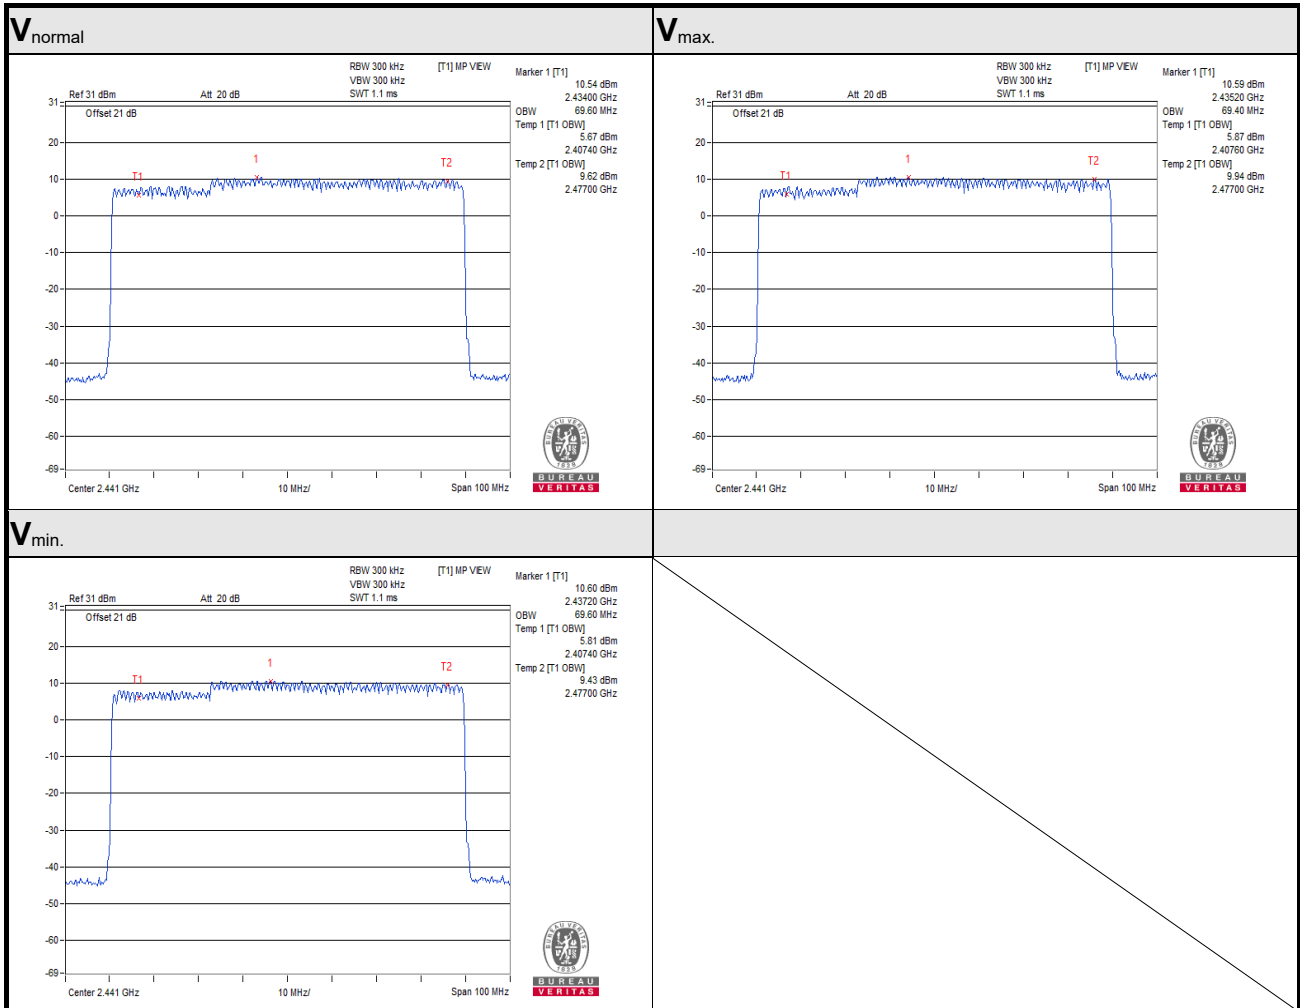 Vnormal
RBW 300 kHz [T1] MP VIEW
VBW 300 kHz
Ref 31 dBm Att 20 dB SWT 1.1 ms
Offset 21 dB
Marker 1 [T1]
10.54 dBm
2.43400 GHz
OBW 69.60 MHz
Temp 1 [T1 OBW]
5.67 dBm
2.40740 GHz
Temp 2 [T1 OBW]
9.62 dBm
2.47700 GHz
31
20
10
0
-10
-20
-30
-40
-50
-60
-69
T1
1
T2
Center 2.441 GHz 10 MHz/ Span 100 MHz
BUREAU VERITAS
1828
BUREAU
VERITAS
Vmax.
RBW 300 kHz [T1] MP VIEW
VBW 300 kHz
Ref 31 dBm Att 20 dB SWT 1.1 ms
Offset 21 dB
Marker 1 [T1]
10.59 dBm
2.43520 GHz
OBW 69.40 MHz
Temp 1 [T1 OBW]
5.87 dBm
2.40760 GHz
Temp 2 [T1 OBW]
9.94 dBm
2.47700 GHz
31
20
10
0
-10
-20
-30
-40
-50
-60
-69
T1
1
T2
Center 2.441 GHz 10 MHz/ Span 100 MHz
BUREAU VERITAS
1828
BUREAU
VERITAS
Vmin.
RBW 300 kHz [T1] MP VIEW
VBW 300 kHz
Ref 31 dBm Att 20 dB SWT 1.1 ms
Offset 21 dB
Marker 1 [T1]
10.60 dBm
2.43720 GHz
OBW 69.60 MHz
Temp 1 [T1 OBW]
5.81 dBm
2.40740 GHz
Temp 2 [T1 OBW]
9.43 dBm
2.47700 GHz
31
20
10
0
-10
-20
-30
-40
-50
-60
-69
T1
1
T2
Center 2.441 GHz 10 MHz/ Span 100 MHz
BUREAU VERITAS
1828
BUREAU
VERITAS